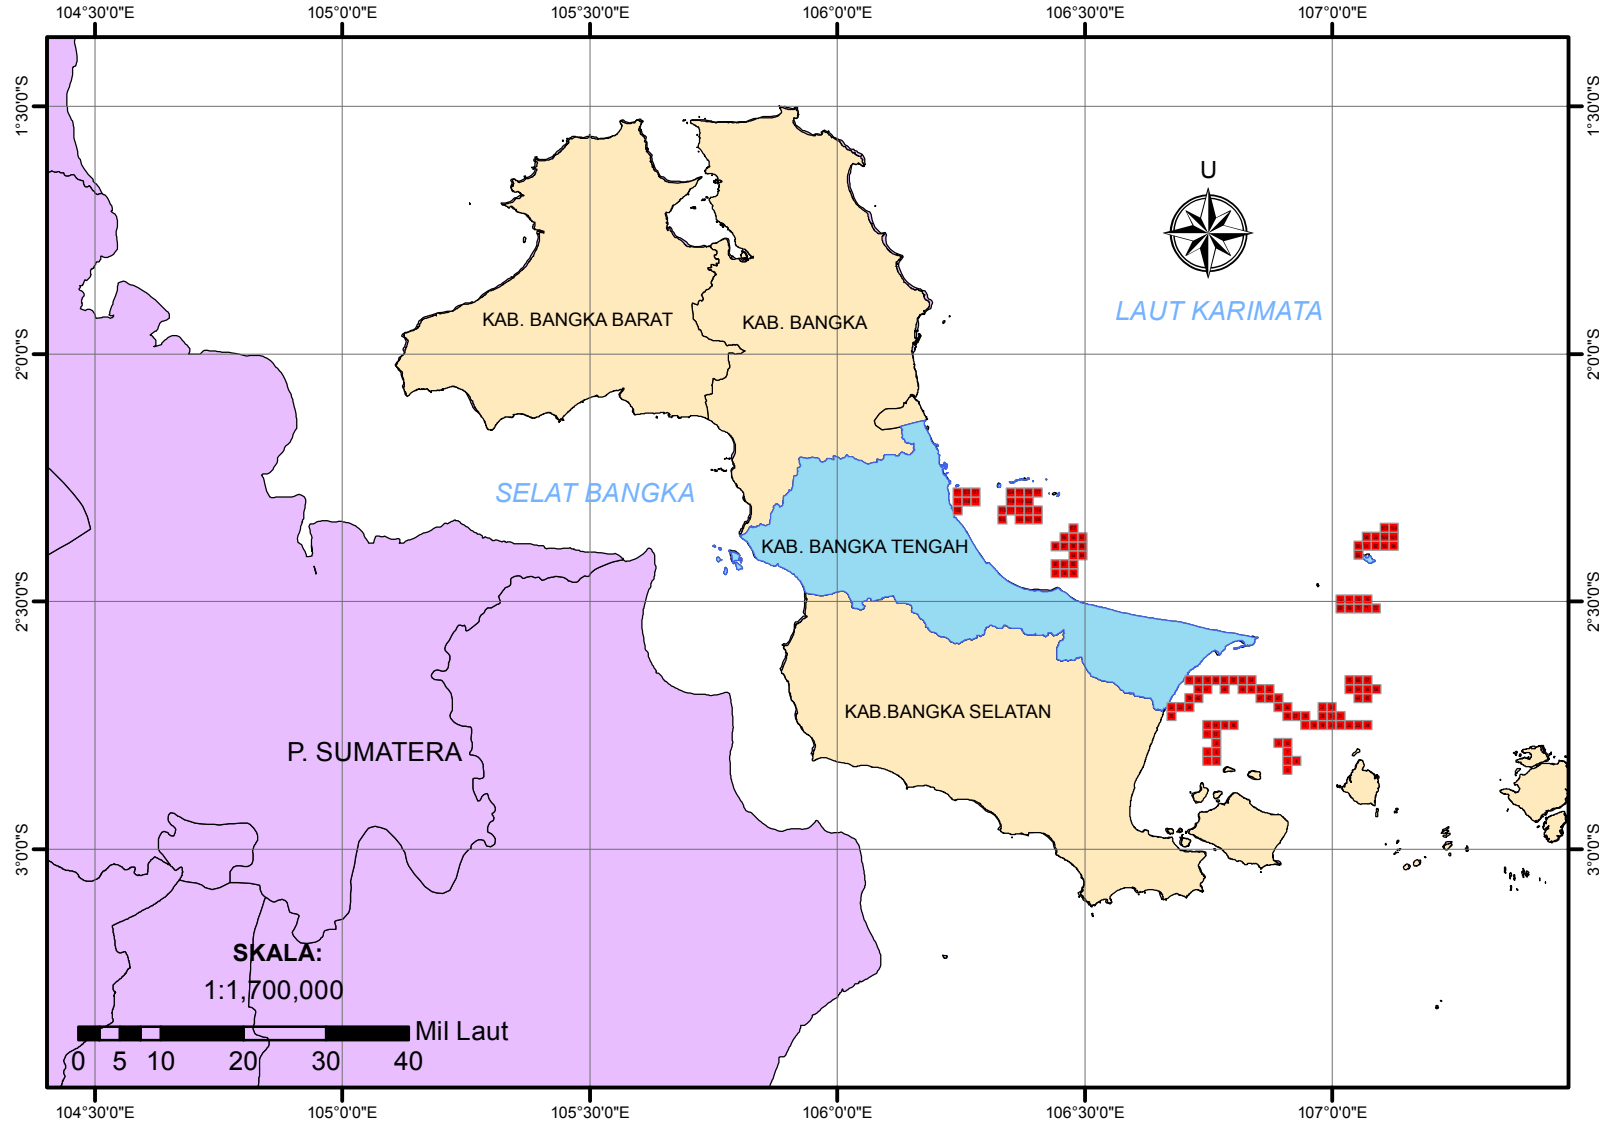 104°30'0"E 105°0'0"E 105°30'0"E 106°0'0"E 106°30'0"E 107°0'0"E
1°30'0"S 1°30'0"S
U
LAUT KARIMATA
KAB. BANGKA BARAT
KAB. BANGKA
2°0'0"S 2°0'0"S
SELAT BANGKA
KAB. BANGKA TENGAH
2°30'0"S 2°30'0"S
KAB.BANGKA SELATAN
P. SUMATERA
3°0'0"S 3°0'0"S
SKALA:
1:1,700,000
Mil Laut
0 5 10 20 30 40
104°30'0"E 105°0'0"E 105°30'0"E 106°0'0"E 106°30'0"E 107°0'0"E